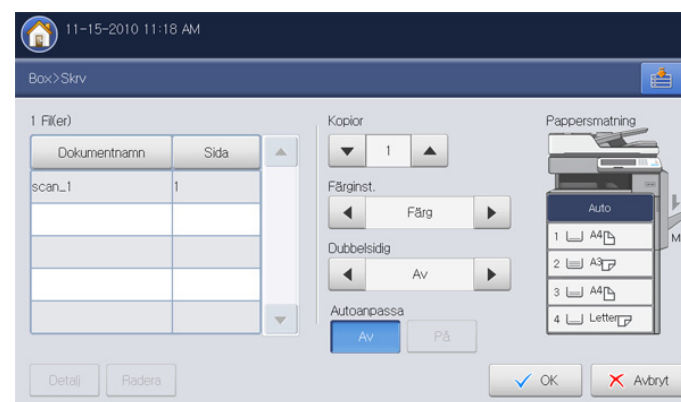 11-15-2010 11:18 AM
Box>Skrv
1 Fil(er)
Dokumentnamn Sida
scan_1 1
Kopior
1
Färginst.
Färg
Dubbelsidig
Av
Autoanpassa
Av På
Pappersmatning
Auto
1 A4
2 A3
3 A4
4 Letter
M
Detalj Radera
OK Avbryt